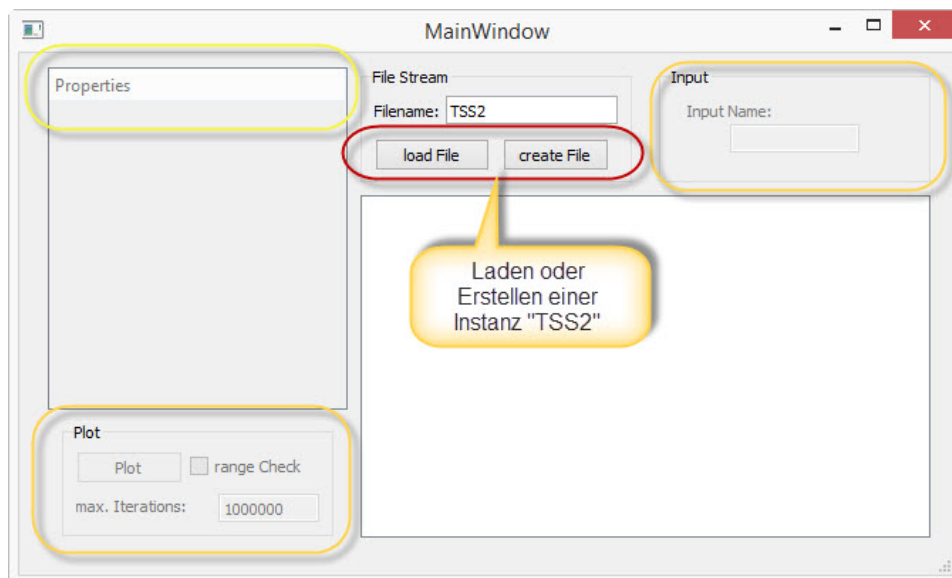 MainWindow
Properties
File Stream
Filename: TSS2
load File create File
Input
Input Name:
Laden oder
Erstellen einer
Instanz "TSS2"
Plot
Plot range Check
max. Iterations: 1000000